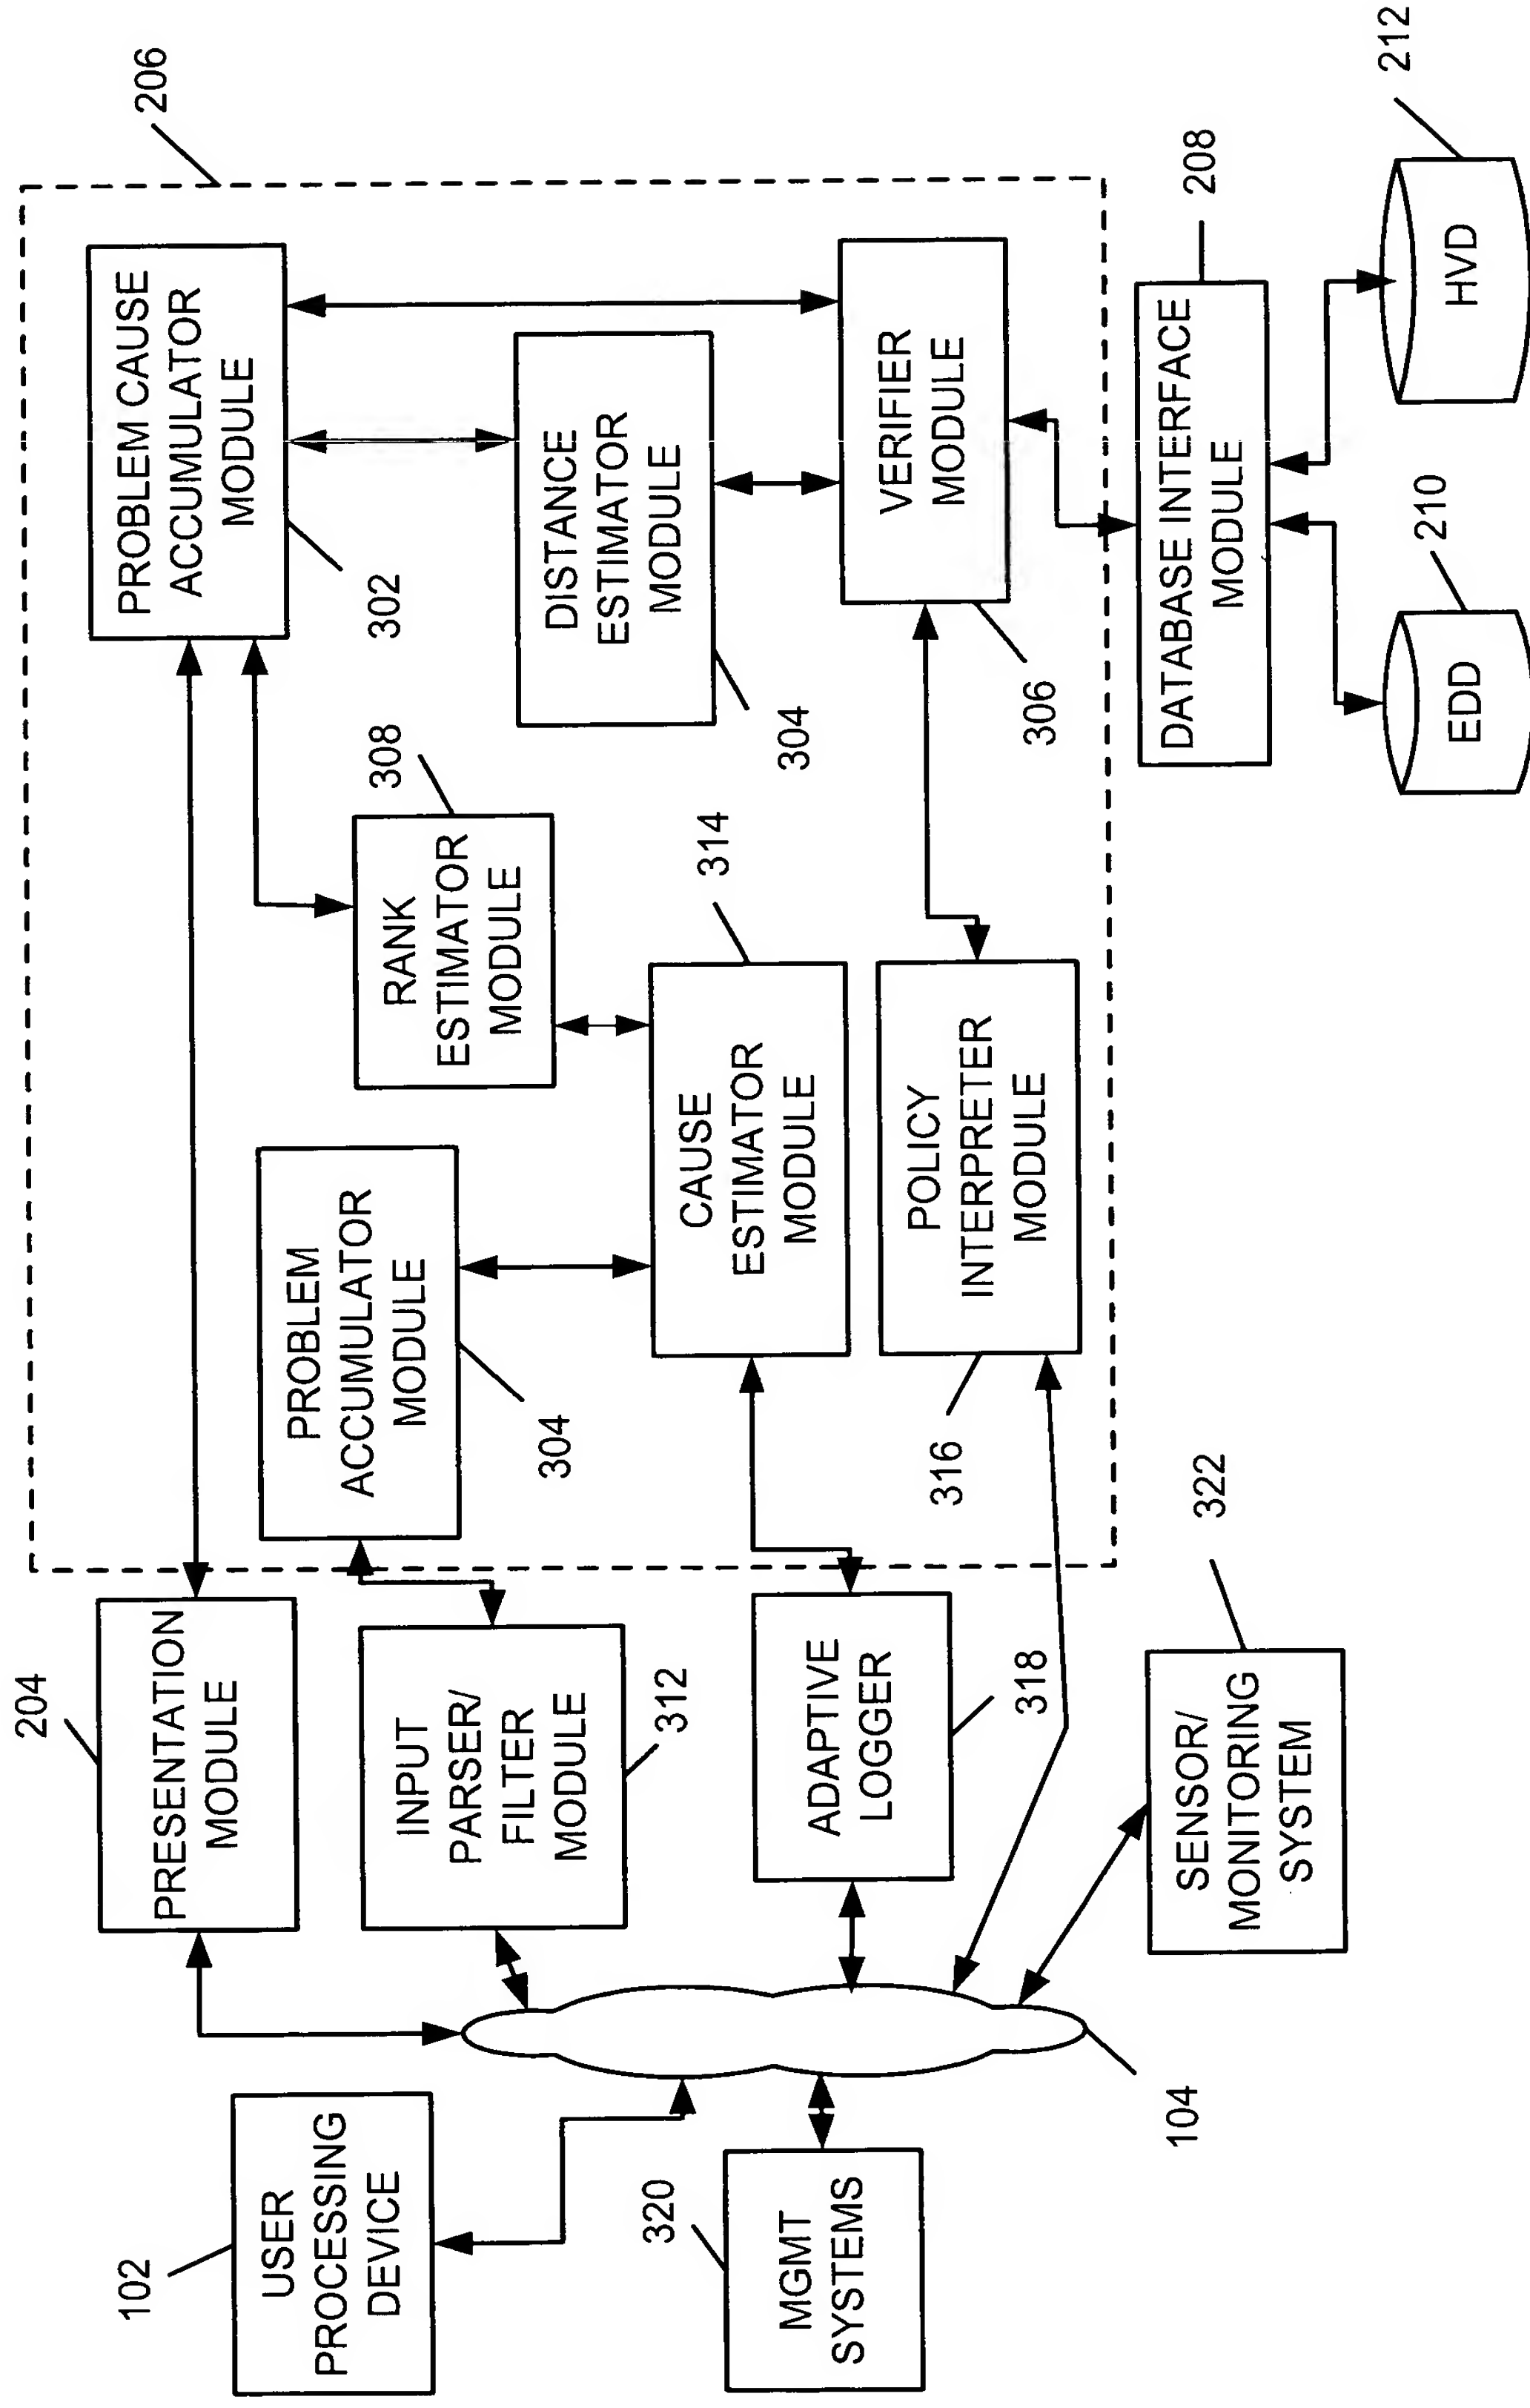 206
PROBLEM CAUSE
ACCUMULATOR
MODULE
302
DISTANCE
ESTIMATOR
MODULE
304
VERIFIER
MODULE
306
DATABASE INTERFACE
MODULE
208
HVD
212
EDD
210
RANK
ESTIMATOR
MODULE
308
CAUSE
ESTIMATOR
MODULE
314
POLICY
INTERPRETER
MODULE
316
PROBLEM
ACCUMULATOR
MODULE
304
PRESENTATION
MODULE
204
INPUT
PARSER/
FILTER
MODULE
312
ADAPTIVE
LOGGER
318
SENSOR/
MONITORING
SYSTEM
322
USER
PROCESSING
DEVICE
102
MGMT
SYSTEMS
320
104